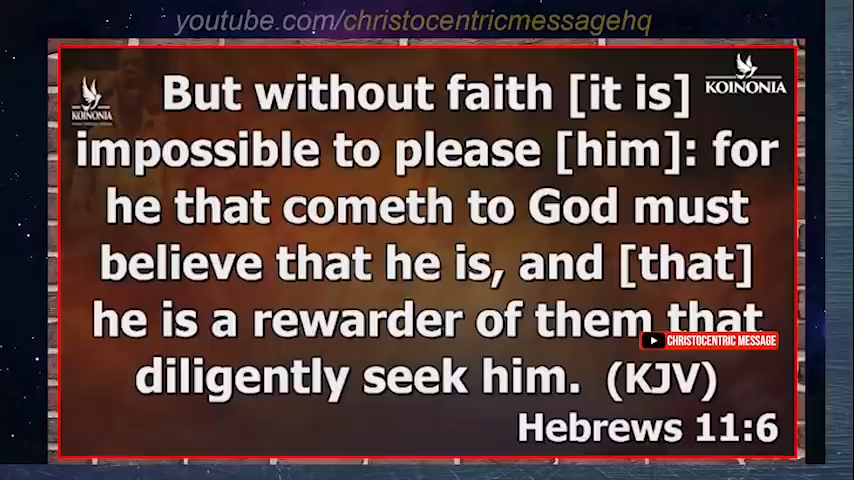 youtube.com/christocentricmessagehq
KOINONIA
KOINONIA
But without faith [it is]
impossible to please [him]: for
he that cometh to God must
believe that he is, and [that]
he is a rewarder of them that
CHRISTOCENTRIC MESSAGE
diligently seek him. (KJV)
Hebrews 11:6